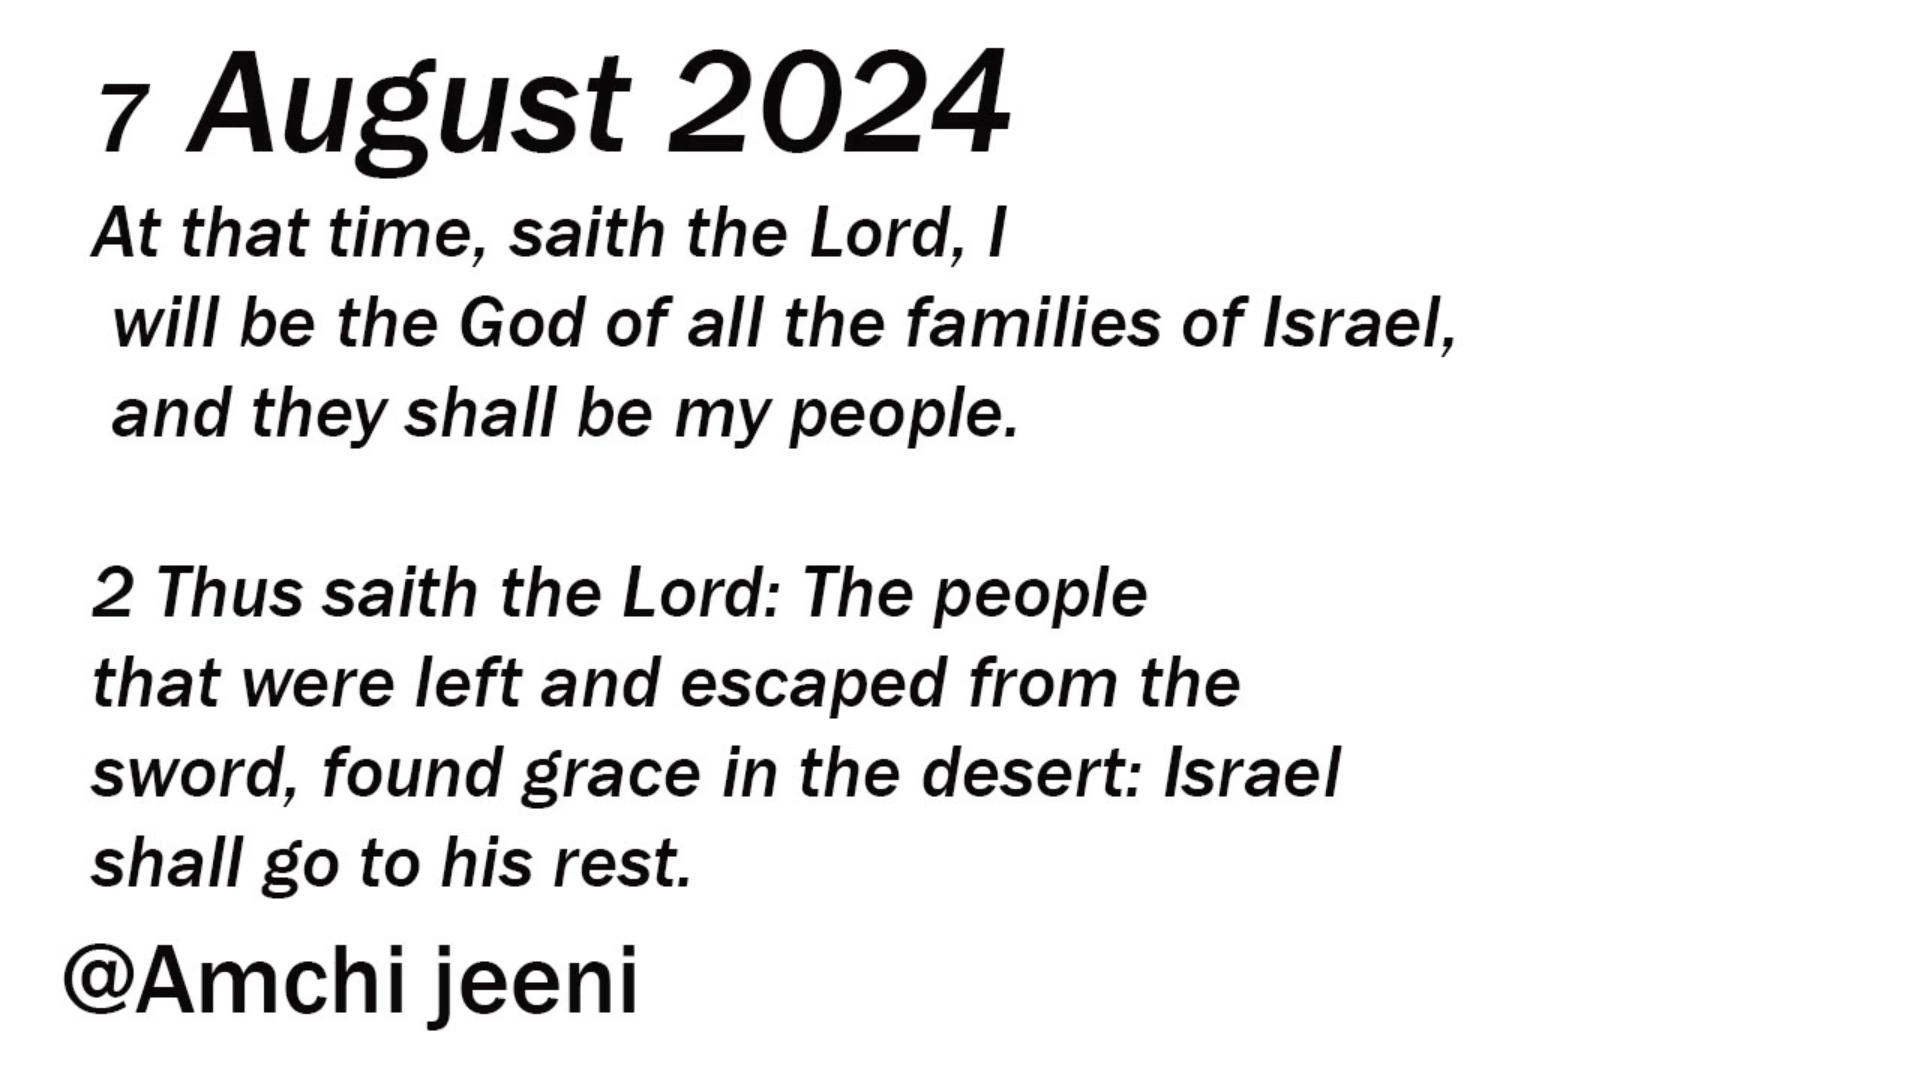 7 August 2024
At that time, saith the Lord, I
will be the God of all the families of Israel,
and they shall be my people.
2 Thus saith the Lord: The people
that were left and escaped from the
sword, found grace in the desert: Israel
shall go to his rest.
@Amchi jeeni